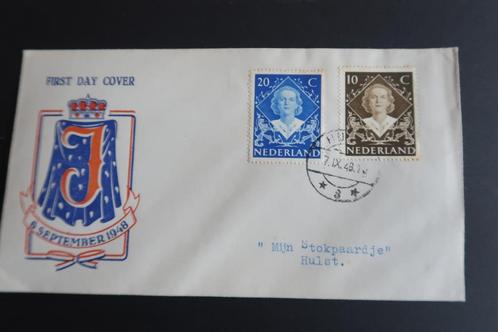 FIRST DAY COVER
J
6 SEPTEMBER 1948
20 C
NEDERLAND
10 C
NEDERLAND
7.IX.48.
" Mijn Stokpaardje"
Hulst.